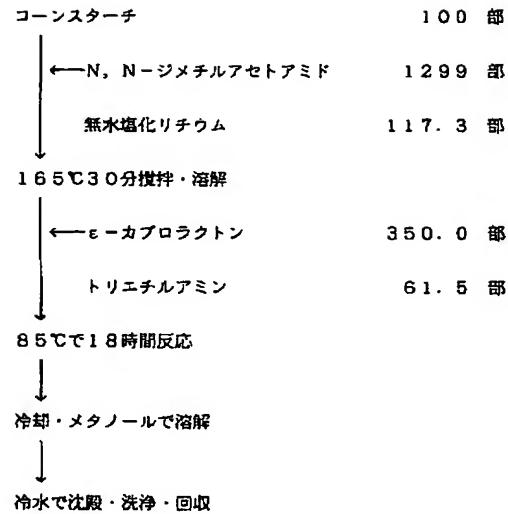 コーンスターチ 100 部
N, N-ジメチルアセトアミド 1299 部
無水塩化リチウム 117.3 部
165℃30分攪拌・溶解
ε-カプロラクトン 350.0 部
トリエチルアミン 61.5 部
85℃で18時間反応
冷却・メタノールで溶解
冷水で沈殿・洗浄・回収